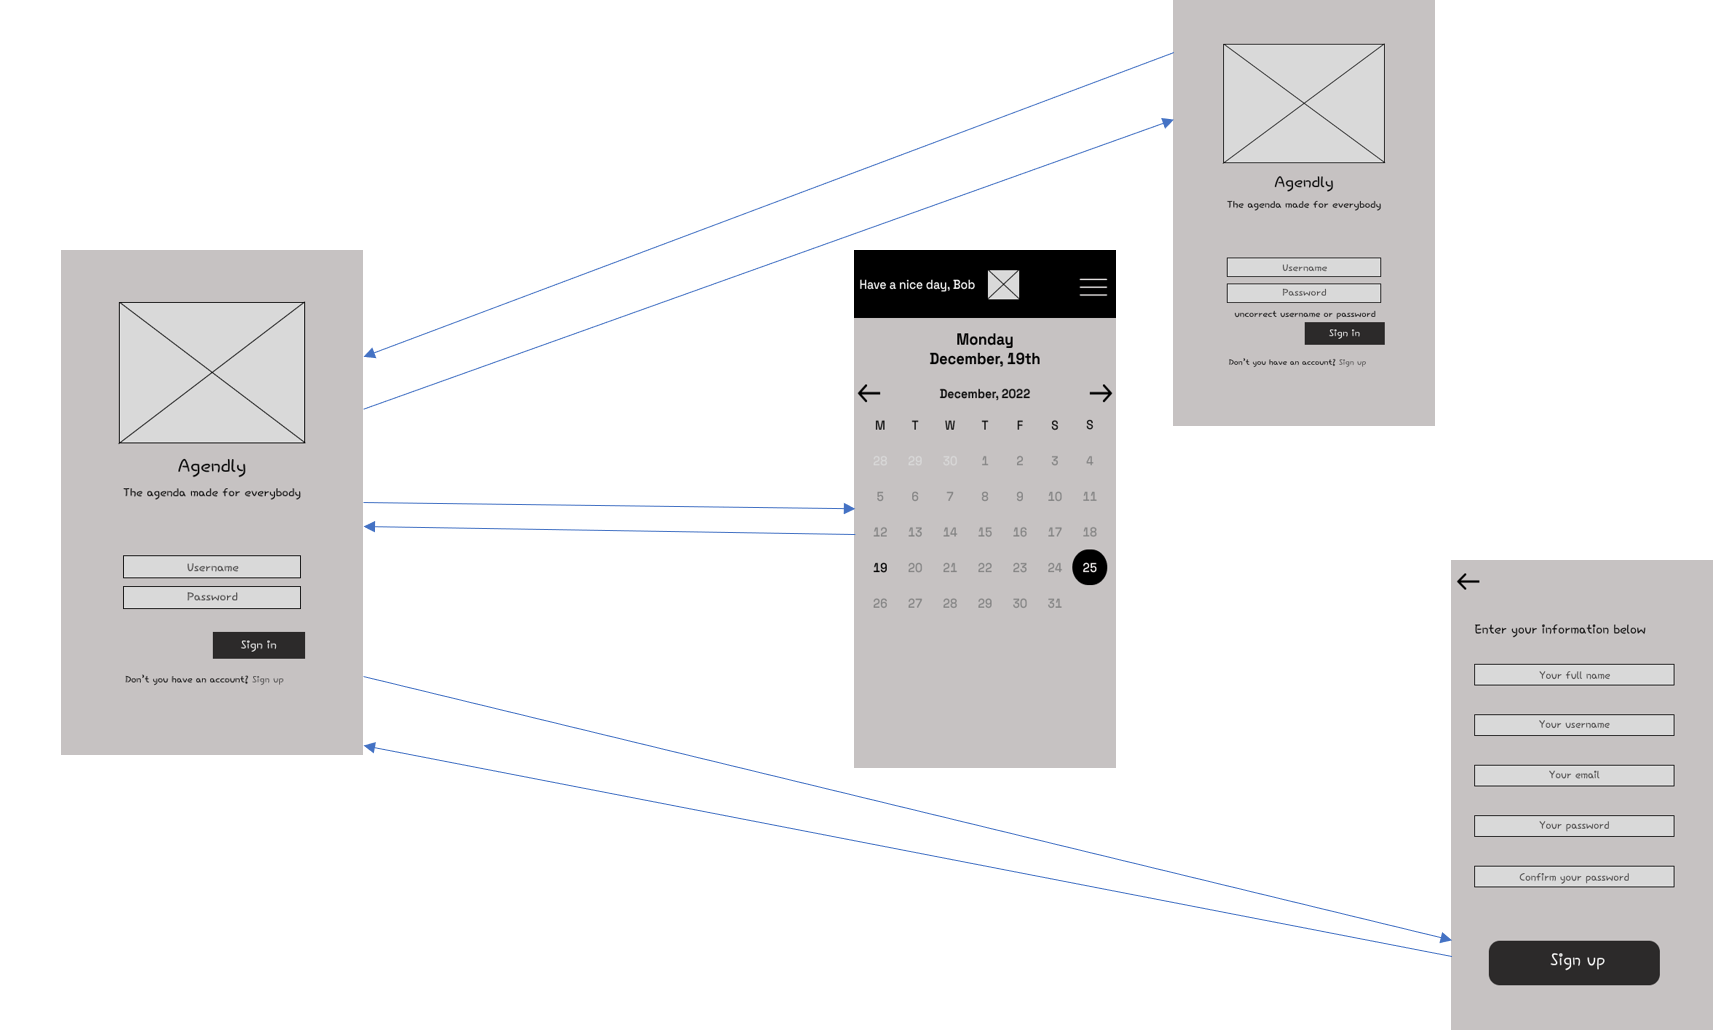 Agendly
The agenda made for everybody
Username
Password
Sign in
Don't you have an account? Sign up
Have a nice day, Bob
Monday
December, 19th
December, 2022
M T W T F S S
28 29 30 1 2 3 4
5 6 7 8 9 10 11
12 13 14 15 16 17 18
19 20 21 22 23 24 25
26 27 28 29 30 31
Agendly
The agenda made for everybody
Username
Password
uncorrect username or password
Sign in
Don't you have an account? Sign up
Enter your information below
Your full name
Your username
Your email
Your password
Confirm your password
Sign up